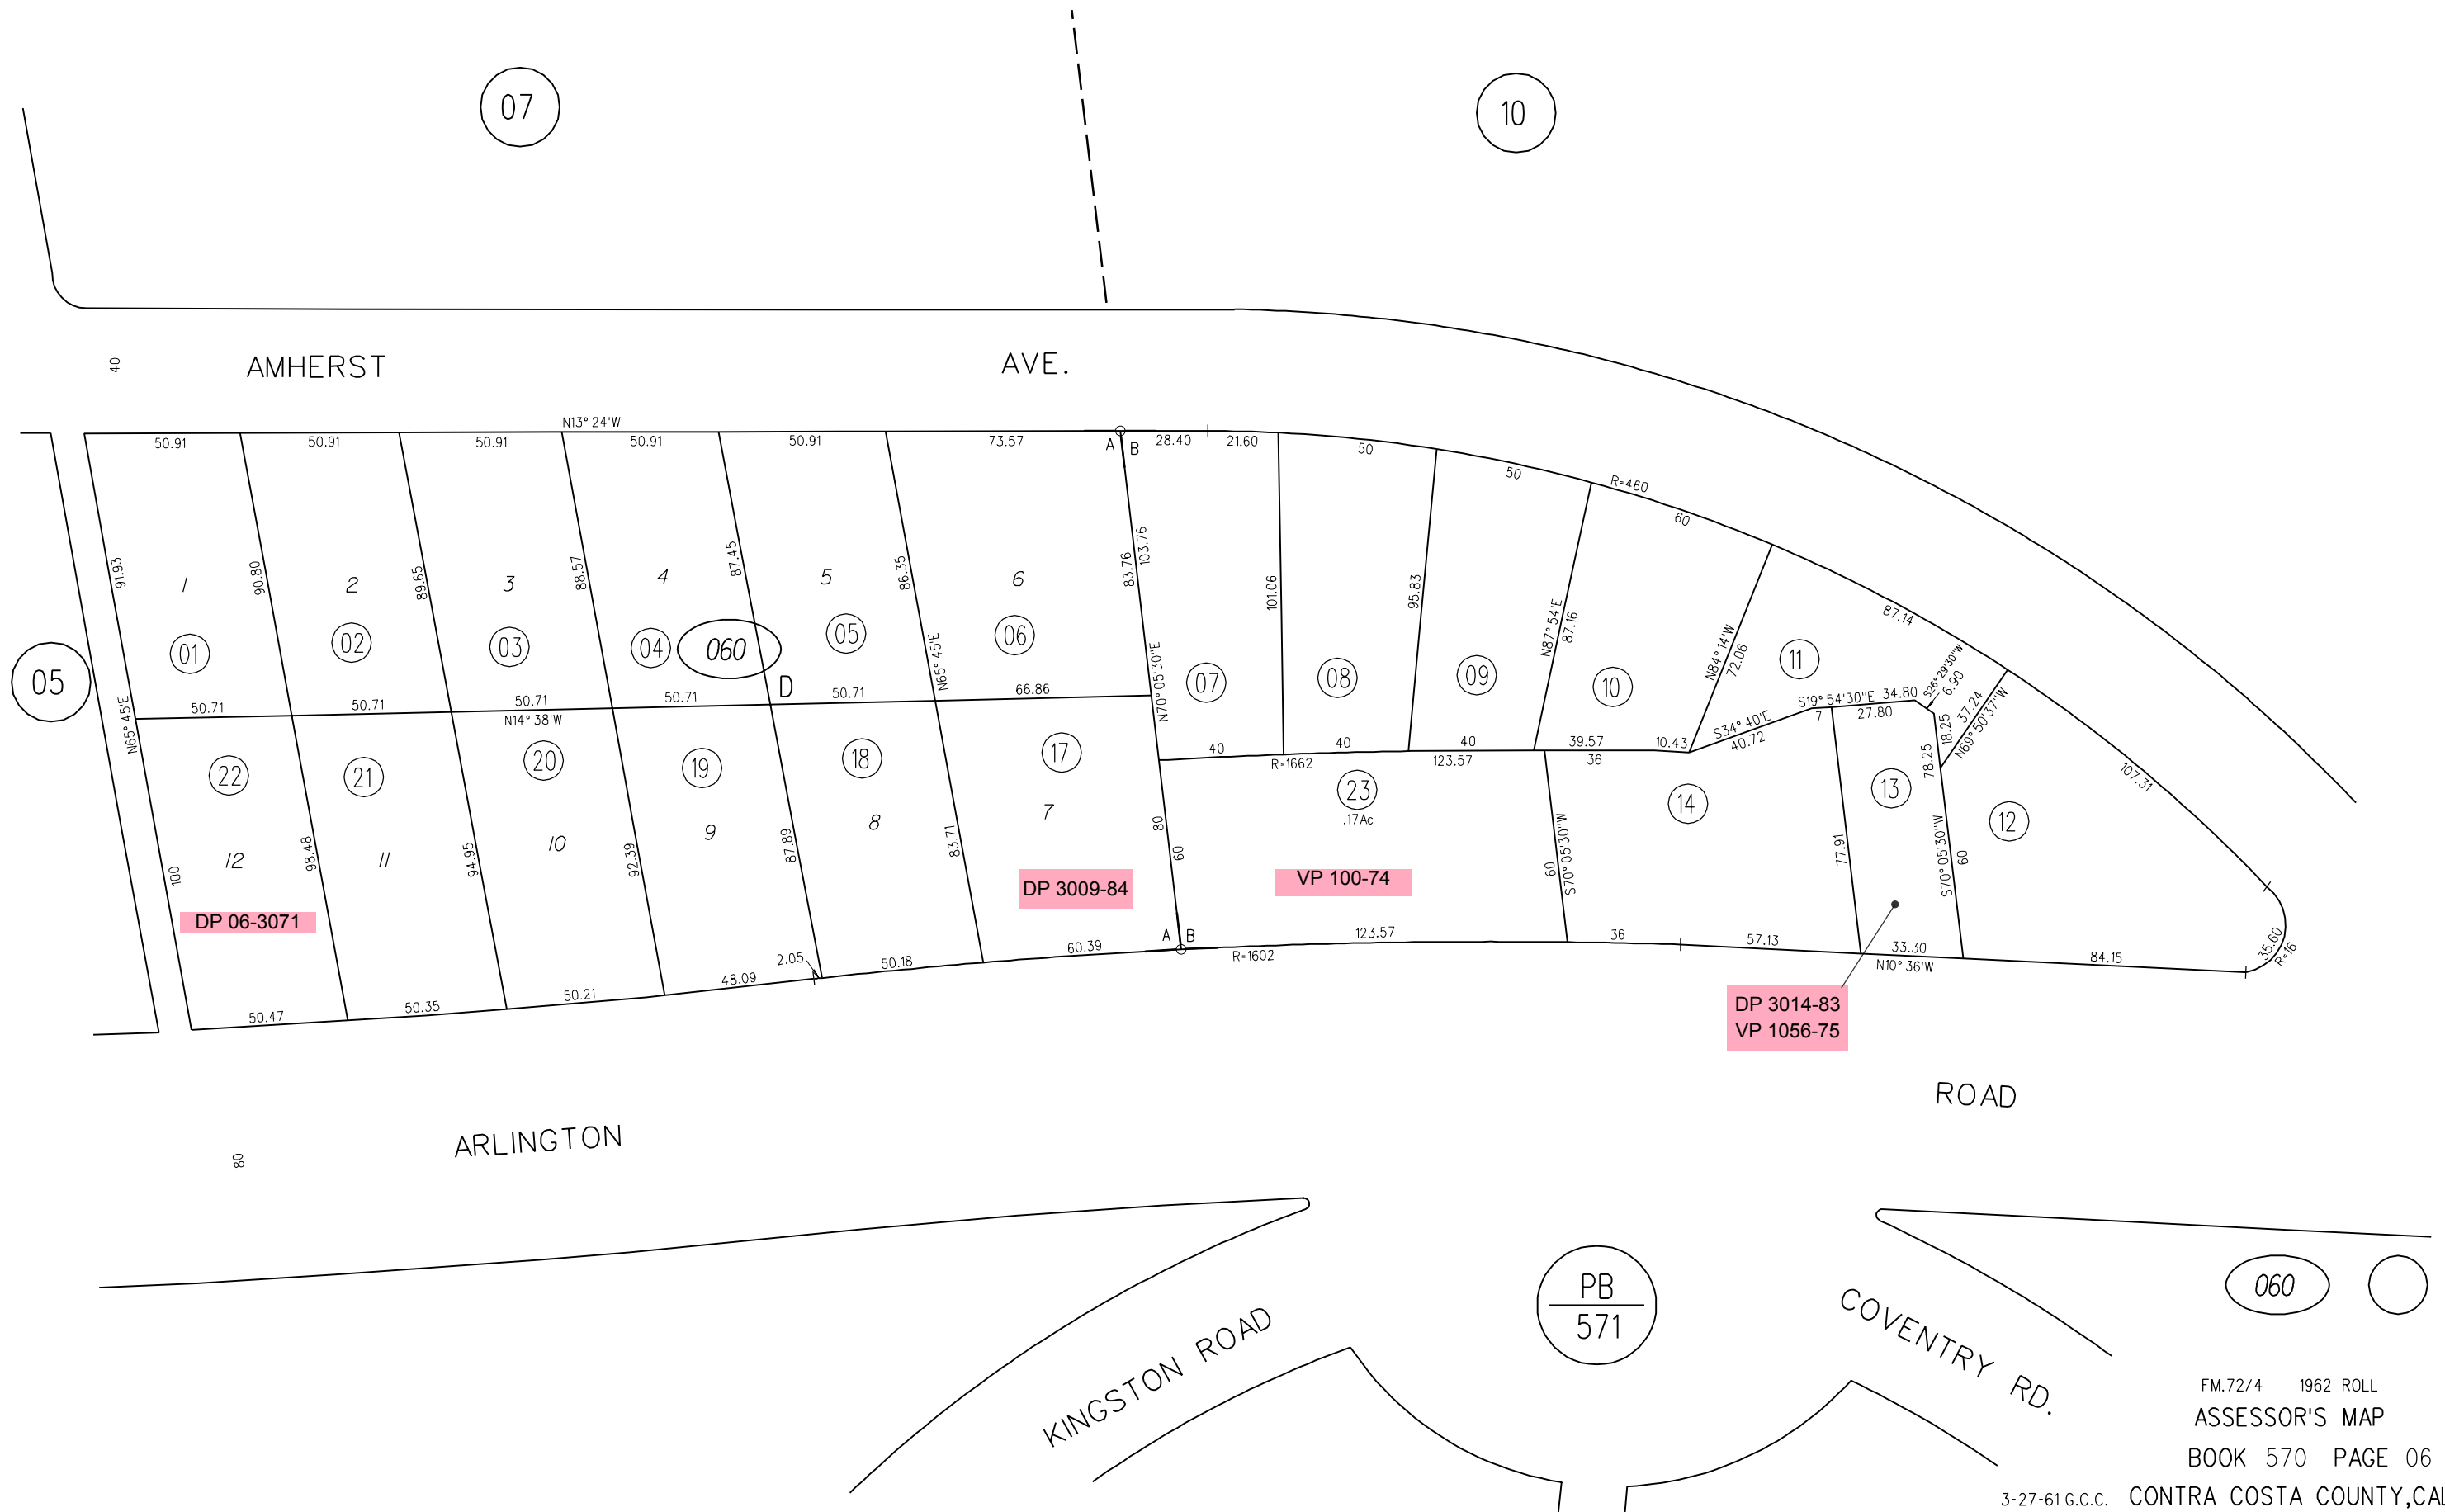 07
10
40
AMHERST
AVE.
N13° 24'W
50.91
50.91
50.91
50.91
50.91
73.57
A
B
28.40
21.60
50
50
R=460
60
87.14
107.31
91.93
90.80
89.65
88.57
87.45
86.35
83.76
103.76
101.06
95.83
N87° 54'E
87.16
N84° 14'W
72.06
1
2
3
4
5
6
01
02
03
04
060
05
06
07
08
09
10
11
05
N65° 45'E
N65° 45'E
N70° 05'30"E
D
50.71
50.71
50.71
50.71
50.71
66.86
N14° 38'W
S34° 40'E
40.72
S19° 54'30"E 34.80
7
27.80
S26° 29'30"W
6.90
37.24
N69° 50'37"W
18.25
78.25
40
40
40
39.57
10.43
R=1662
123.57
36
22
21
20
19
18
17
23
.17Ac
14
13
12
12
11
10
9
8
7
100
98.48
94.95
92.39
87.89
83.71
80
60
60
S70° 05'30"W
77.91
S70° 05'30"W
60
DP 06-3071
DP 3009-84
VP 100-74
A
B
50.47
50.35
50.21
48.09
2.05
50.18
60.39
R=1602
123.57
36
57.13
33.30
N10° 36'W
84.15
35.60
R=16
DP 3014-83
VP 1056-75
ARLINGTON
ROAD
80
KINGSTON ROAD
PB
571
COVENTRY RD.
060
FM.72/4 1962 ROLL
ASSESSOR'S MAP
BOOK 570 PAGE 06
3-27-61 G.C.C. CONTRA COSTA COUNTY,CAL